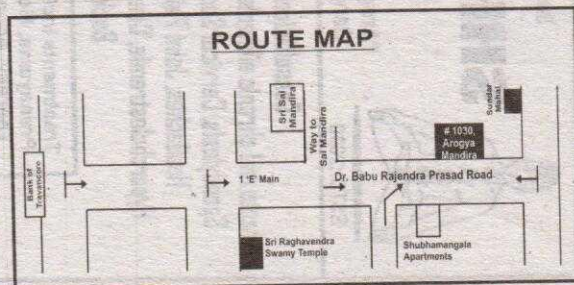 ROUTE MAP
Bank of
Travancore
Sri Sai
Mandira
Way to
Sai Mandira
Sundar
Mahal
# 1030,
Arogya
Mandira
1 'E' Main
Dr. Babu Rajendra Prasad Road
Sri Raghavendra
Swamy Temple
Shubhamangala
Apartments